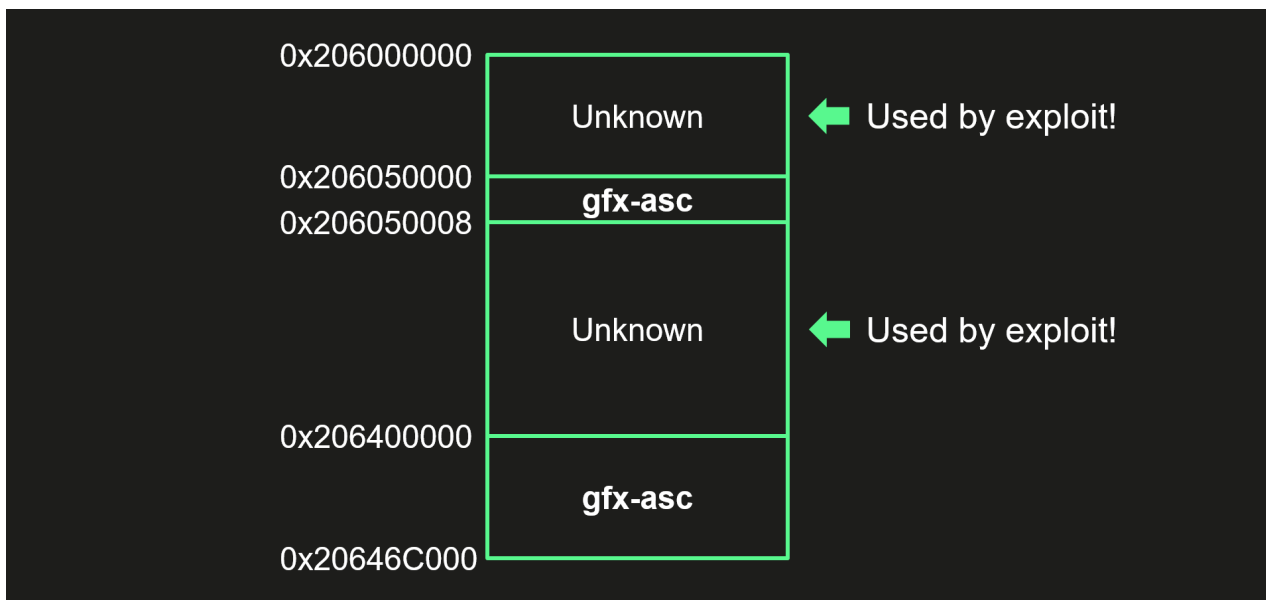 0x206000000
Unknown
Used by exploit!
0x206050000
gfx-asc
0x206050008
Unknown
Used by exploit!
0x206400000
gfx-asc
0x20646C000